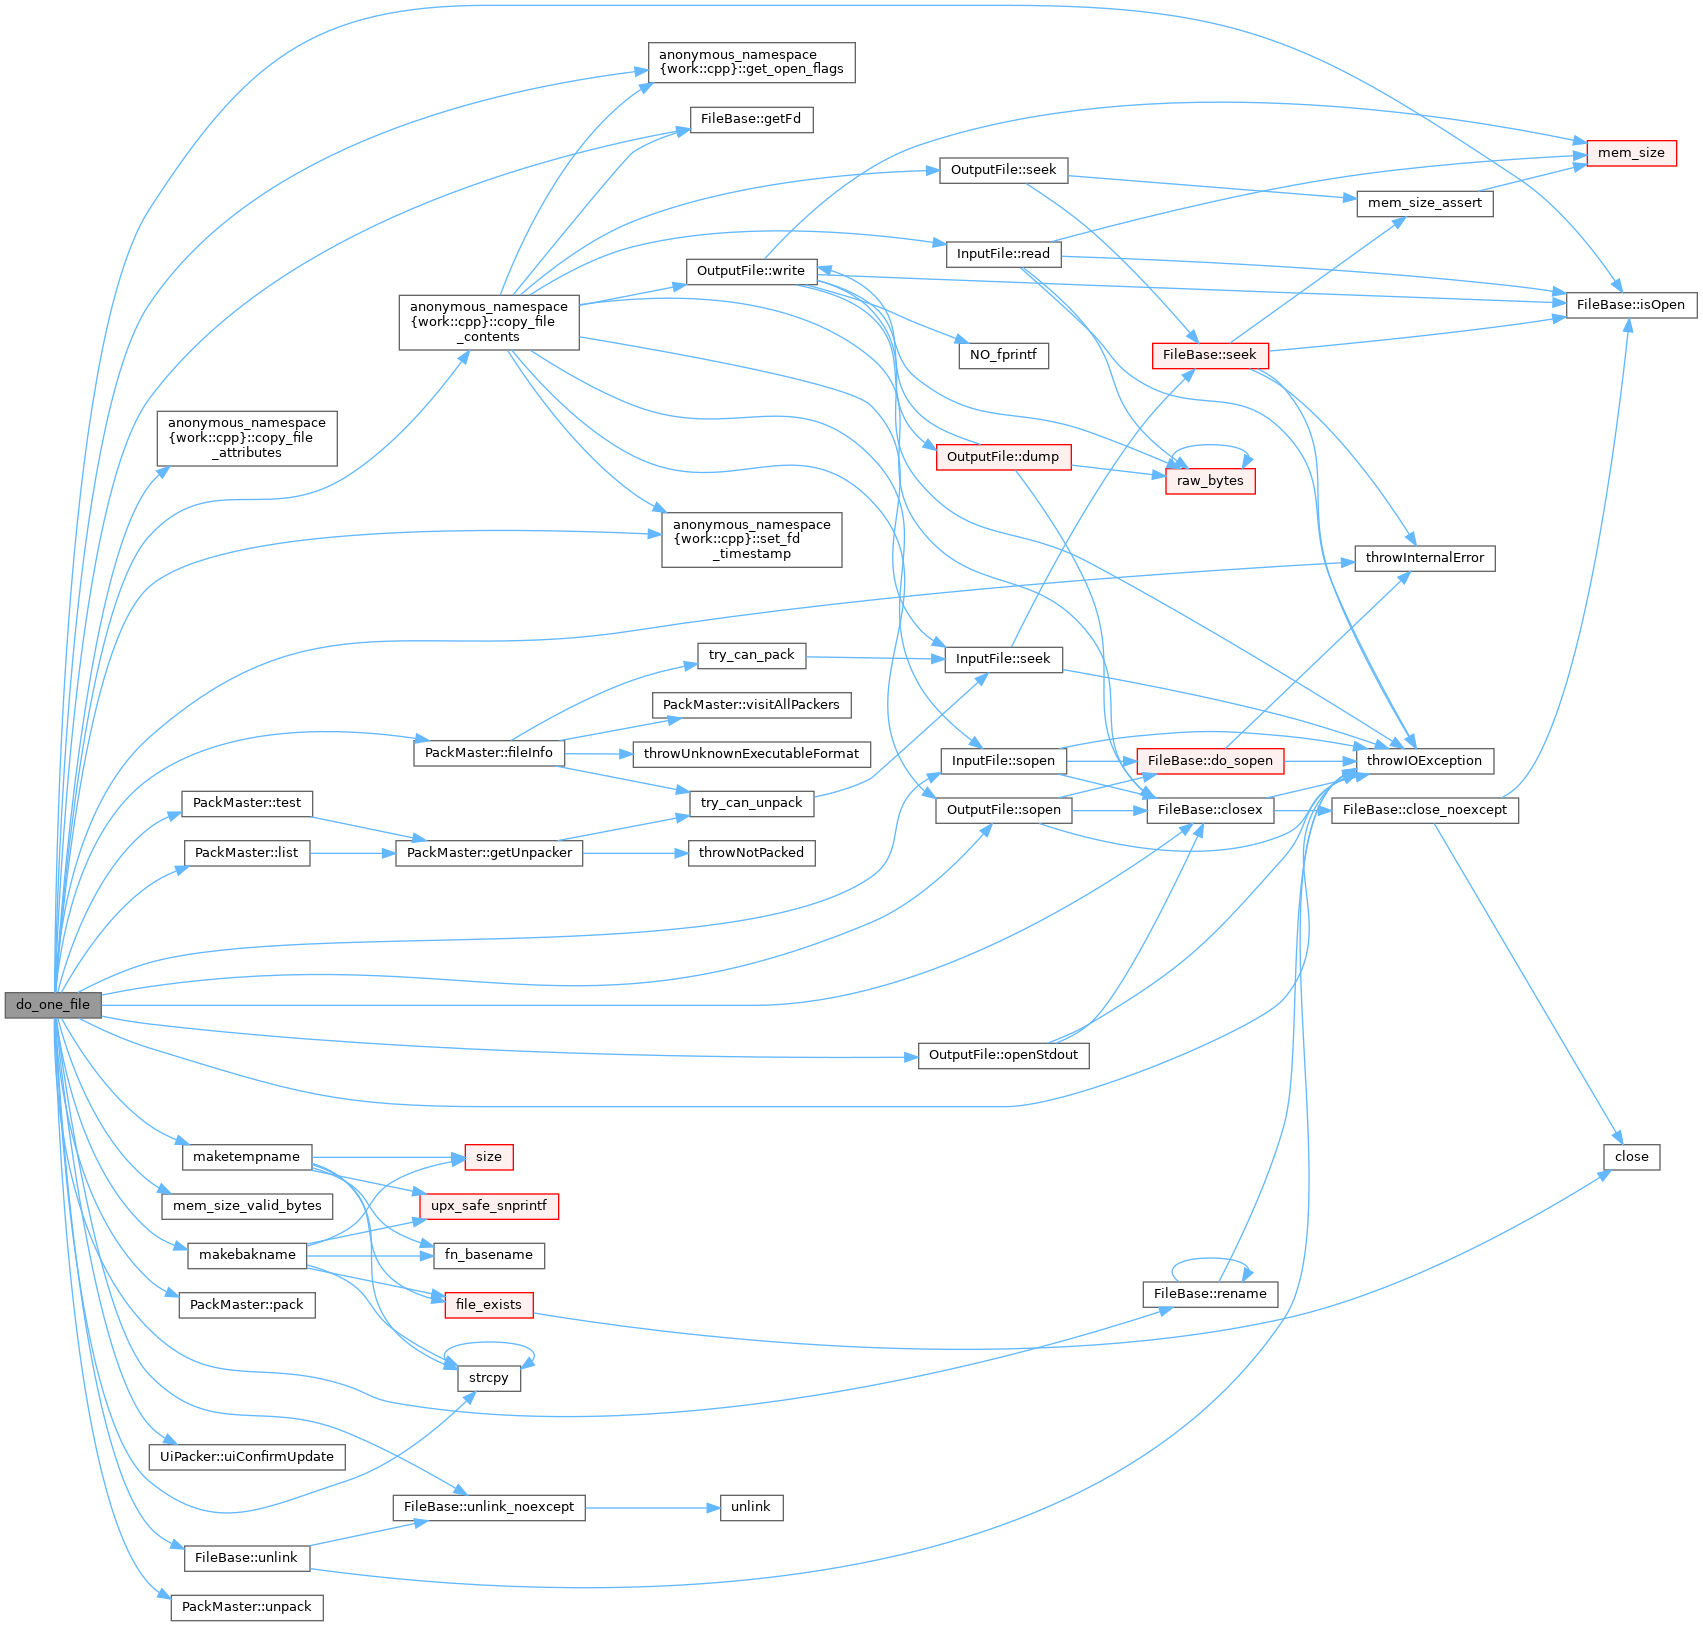 anonymous_namespace
{work::cpp}::get_open_flags
FileBase::getFd
mem_size
OutputFile::seek
mem_size_assert
InputFile::read
OutputFile::write
FileBase::isOpen
anonymous_namespace
{work::cpp}::copy_file
_contents
NO_fprintf
FileBase::seek
anonymous_namespace
{work::cpp}::copy_file
_attributes
OutputFile::dump
raw_bytes
anonymous_namespace
{work::cpp}::set_fd
_timestamp
throwInternalError
try_can_pack
InputFile::seek
PackMaster::visitAllPackers
PackMaster::fileInfo
throwUnknownExecutableFormat
InputFile::sopen
FileBase::do_sopen
throwIOException
PackMaster::test
try_can_unpack
OutputFile::sopen
FileBase::closex
FileBase::close_noexcept
PackMaster::list
PackMaster::getUnpacker
throwNotPacked
do_one_file
OutputFile::openStdout
maketempname
size
close
mem_size_valid_bytes
upx_safe_snprintf
makebakname
fn_basename
FileBase::rename
PackMaster::pack
file_exists
strcpy
UiPacker::uiConfirmUpdate
FileBase::unlink_noexcept
unlink
FileBase::unlink
PackMaster::unpack